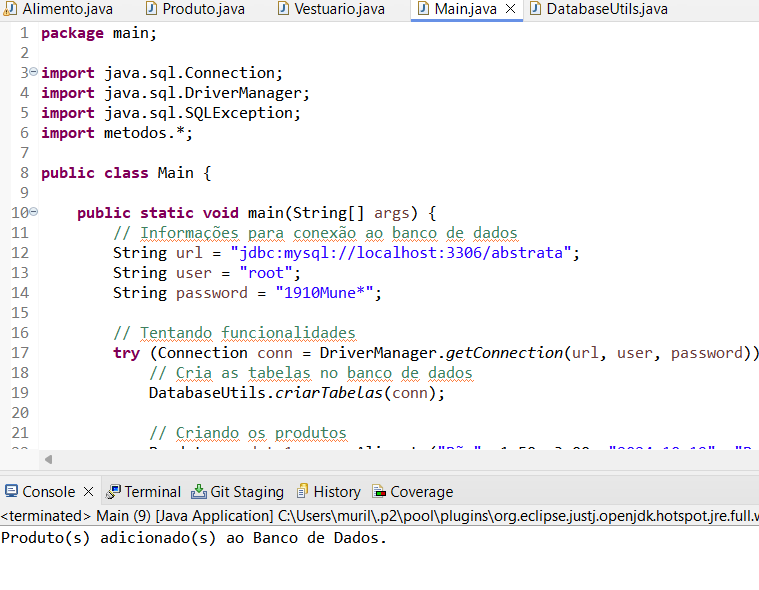 Alimento.java Produto.java Vestuario.java Main.java DatabaseUtils.java
1 package main;
2
3 import java.sql.Connection;
4 import java.sql.DriverManager;
5 import java.sql.SQLException;
6 import metodos.*;
7
8 public class Main {
9
10 public static void main(String[] args) {
11 // Informações para conexão ao banco de dados
12 String url = "jdbc:mysql://localhost:3306/abstrata";
13 String user = "root";
14 String password = "1910Mune*";
15
16 // Tentando funcionalidades
17 try (Connection conn = DriverManager.getConnection(url, user, password))
18 // Cria as tabelas no banco de dados
19 DatabaseUtils.criarTabelas(conn);
20
21 // Criando os produtos
Console Terminal Git Staging History Coverage
<terminated> Main (9) [Java Application] C:\Users\muril\.p2\pool\plugins\org.eclipse.justj.openjdk.hotspot.jre.full.w
Produto(s) adicionado(s) ao Banco de Dados.